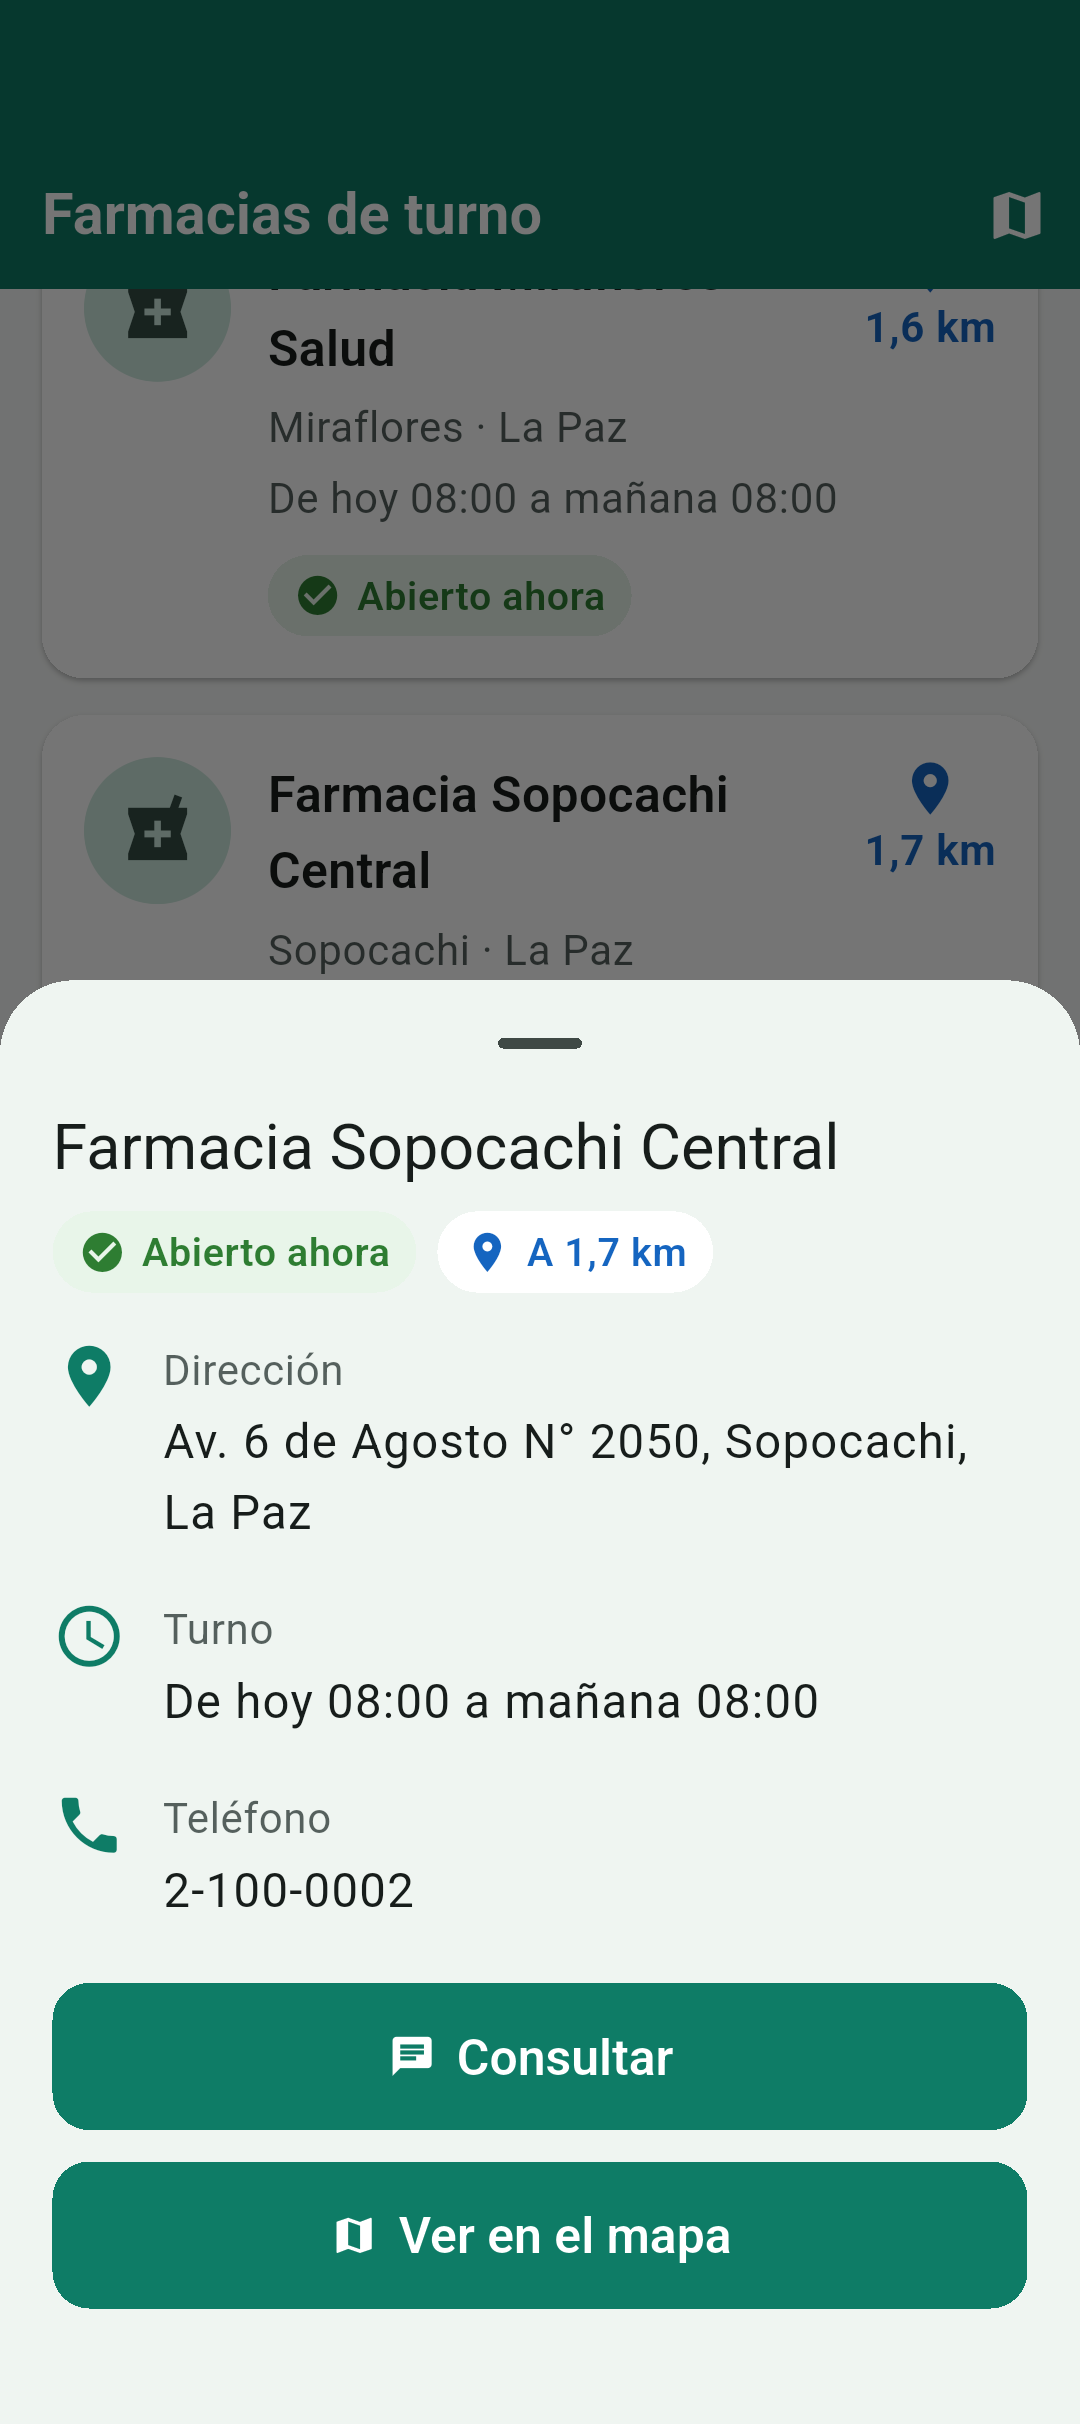 Farmacias de turno
Salud
1,6 km
Miraflores · La Paz
De hoy 08:00 a mañana 08:00
Abierto ahora
Farmacia Sopocachi
Central
1,7 km
Sopocachi · La Paz
Farmacia Sopocachi Central
Abierto ahora
A 1,7 km
Dirección
Av. 6 de Agosto N° 2050, Sopocachi,
La Paz
Turno
De hoy 08:00 a mañana 08:00
Teléfono
2-100-0002
Consultar
Ver en el mapa